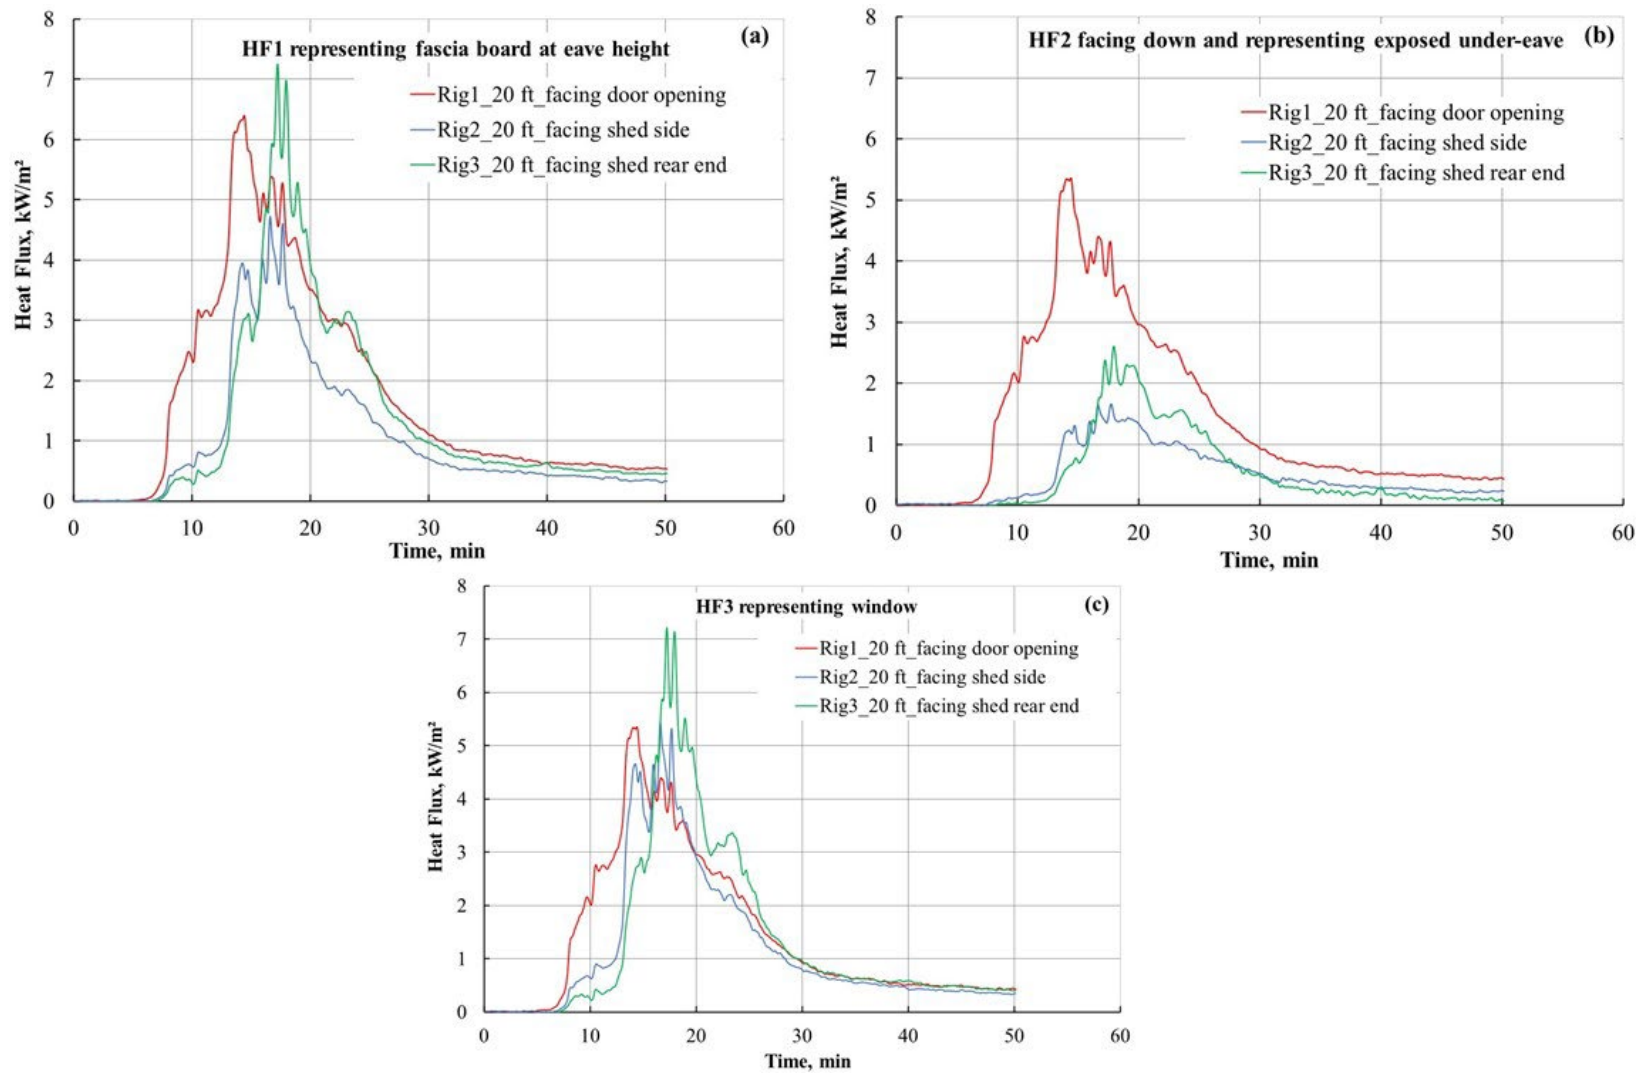 (a)
HF1 representing fascia board at eave height
Rig1_20 ft_facing door opening
Rig2_20 ft_facing shed side
Rig3_20 ft_facing shed rear end
Heat Flux, kW/m²
8
7
6
5
4
3
2
1
0
0 10 20 30 40 50 60
Time, min
(b)
HF2 facing down and representing exposed under-eave
Rig1_20 ft_facing door opening
Rig2_20 ft_facing shed side
Rig3_20 ft_facing shed rear end
Heat Flux, kW/m²
8
7
6
5
4
3
2
1
0
0 10 20 30 40 50 60
Time, min
(c)
HF3 representing window
Rig1_20 ft_facing door opening
Rig2_20 ft_facing shed side
Rig3_20 ft_facing shed rear end
Heat Flux, kW/m²
8
7
6
5
4
3
2
1
0
0 10 20 30 40 50 60
Time, min